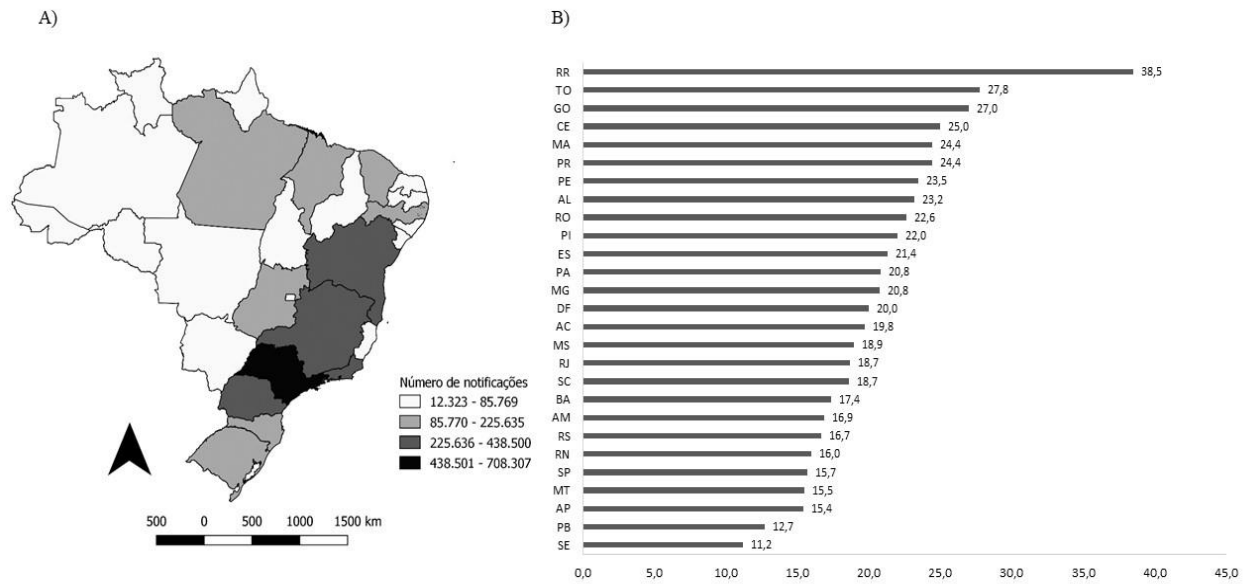 A)
Número de notificações
12.323 - 85.769
85.770 - 225.635
225.636 - 438.500
438.501 - 708.307
500 0 500 1000 1500 km
B)
RR 38,5
TO 27,8
GO 27,0
CE 25,0
MA 24,4
PR 24,4
PE 23,5
AL 23,2
RO 22,6
PI 22,0
ES 21,4
PA 20,8
MG 20,8
DF 20,0
AC 19,8
MS 18,9
RJ 18,7
SC 18,7
BA 17,4
AM 16,9
RS 16,7
RN 16,0
SP 15,7
MT 15,5
AP 15,4
PB 12,7
SE 11,2
0,0 5,0 10,0 15,0 20,0 25,0 30,0 35,0 40,0 45,0